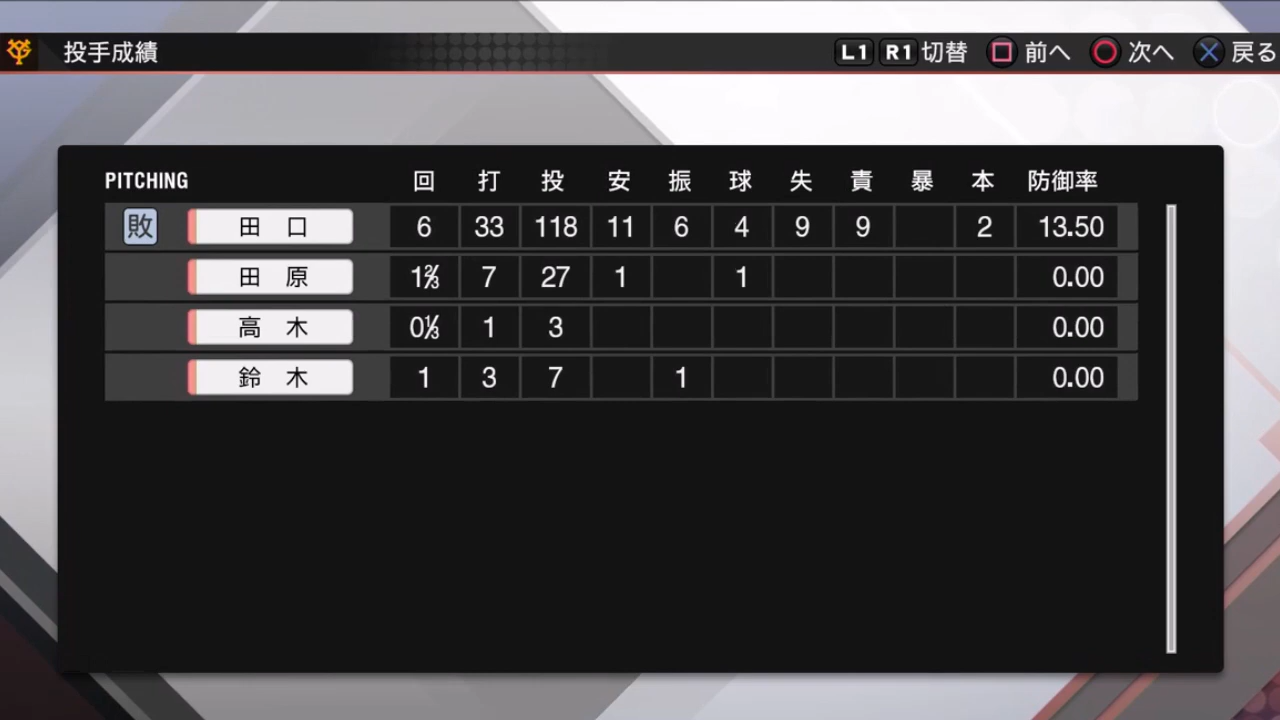 投手成績 L1 R1 切替 前へ 次へ 戻る
PITCHING 回 打 投 安 振 球 失 責 暴 本 防御率
敗 田 口 6 33 118 11 6 4 9 9 2 13.50
田 原 1⅔ 7 27 1 1 0.00
高 木 0⅓ 1 3 0.00
鈴 木 1 3 7 1 0.00